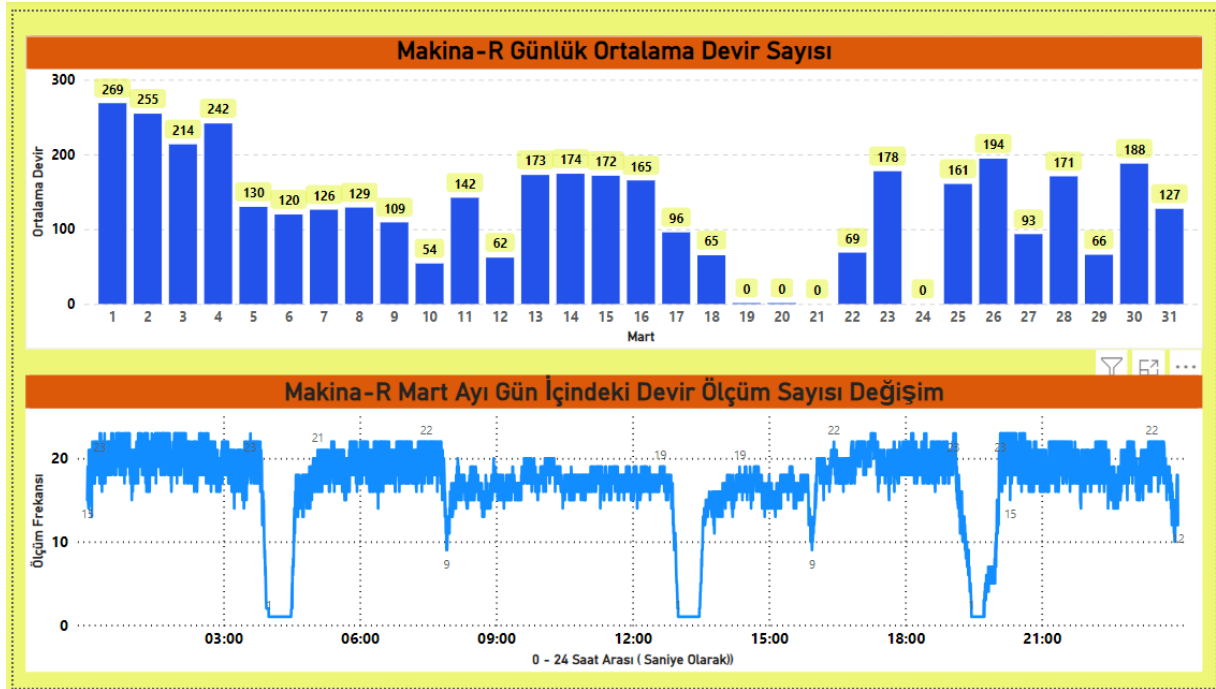 Makina-R Günlük Ortalama Devir Sayısı
300
200
100
0
Ortalama Devir
269 255 214 242 130 120 126 129 109 54 142 62 173 174 172 165 96 65 0 0 0 69 178 0 161 194 93 171 66 188 127
1 2 3 4 5 6 7 8 9 10 11 12 13 14 15 16 17 18 19 20 21 22 23 24 25 26 27 28 29 30 31
Mart
Makina-R Mart Ayı Gün İçindeki Devir Ölçüm Sayısı Değişim
20
10
0
Ölçüm Frekansı
23 23 21 22 19 19 22 23 22
15 9 9 15
1
03:00 06:00 09:00 12:00 15:00 18:00 21:00
0 - 24 Saat Arası ( Saniye Olarak))